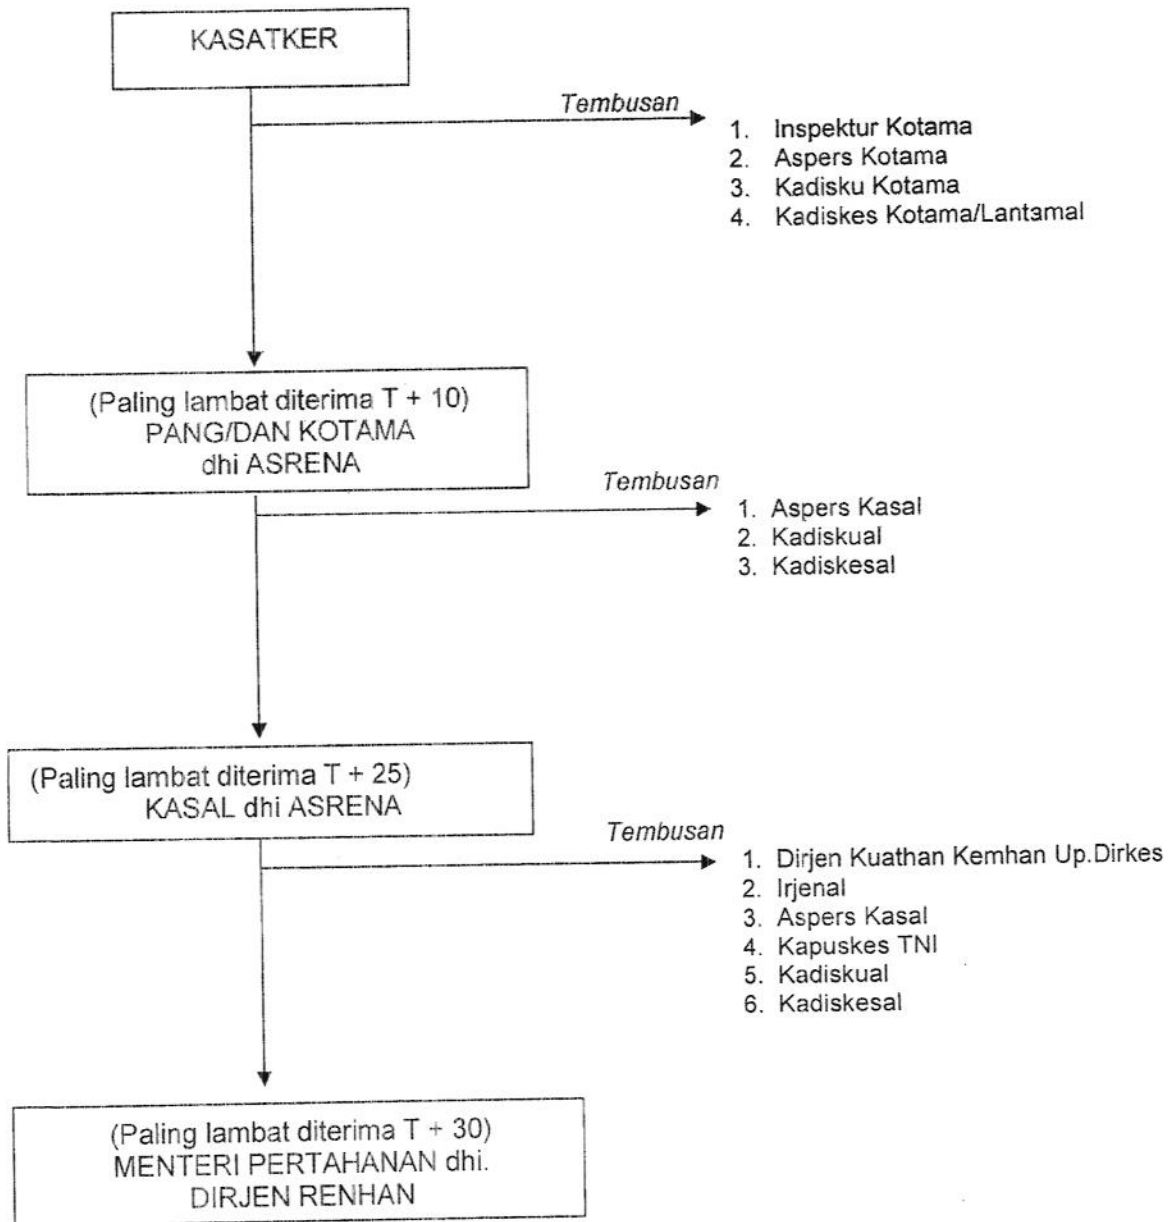 KASATKER
Tembusan
1. Inspektur Kotama
2. Aspers Kotama
3. Kadisku Kotama
4. Kadiskes Kotama/Lantamal
(Paling lambat diterima T + 10)
PANG/DAN KOTAMA
dhi ASRENA
Tembusan
1. Aspers Kasal
2. Kadiskual
3. Kadiskesal
(Paling lambat diterima T + 25)
KASAL dhi ASRENA
Tembusan
1. Dirjen Kuathan Kemhan Up.Dirkes
2. Irjenal
3. Aspers Kasal
4. Kapuskes TNI
5. Kadiskual
6. Kadiskesal
(Paling lambat diterima T + 30)
MENTERI PERTAHANAN dhi.
DIRJEN RENHAN